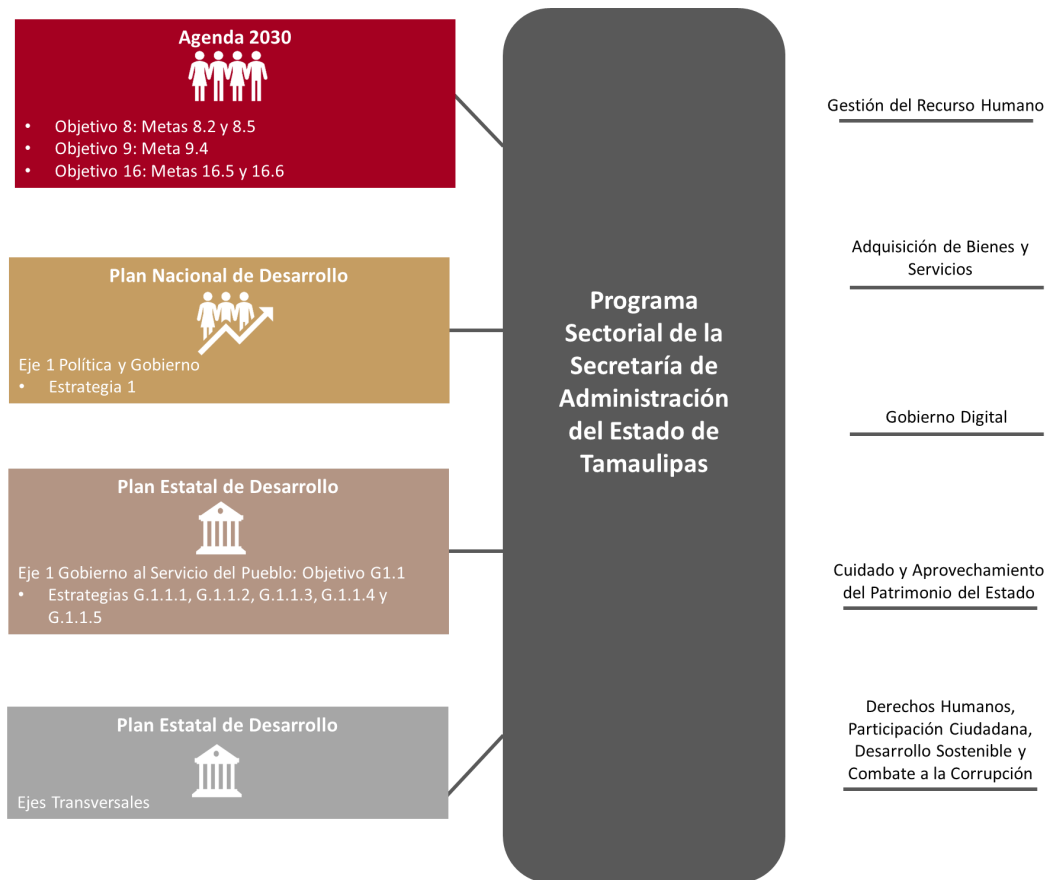 Agenda 2030
• Objetivo 8: Metas 8.2 y 8.5
• Objetivo 9: Meta 9.4
• Objetivo 16: Metas 16.5 y 16.6
Plan Nacional de Desarrollo
Eje 1 Política y Gobierno
• Estrategia 1
Plan Estatal de Desarrollo
Eje 1 Gobierno al Servicio del Pueblo: Objetivo G1.1
• Estrategias G.1.1.1, G.1.1.2, G.1.1.3, G.1.1.4 y
G.1.1.5
Plan Estatal de Desarrollo
Ejes Transversales
Programa
Sectorial de la
Secretaría de
Administración
del Estado de
Tamaulipas
Gestión del Recurso Humano
Adquisición de Bienes y
Servicios
Gobierno Digital
Cuidado y Aprovechamiento
del Patrimonio del Estado
Derechos Humanos,
Participación Ciudadana,
Desarrollo Sostenible y
Combate a la Corrupción